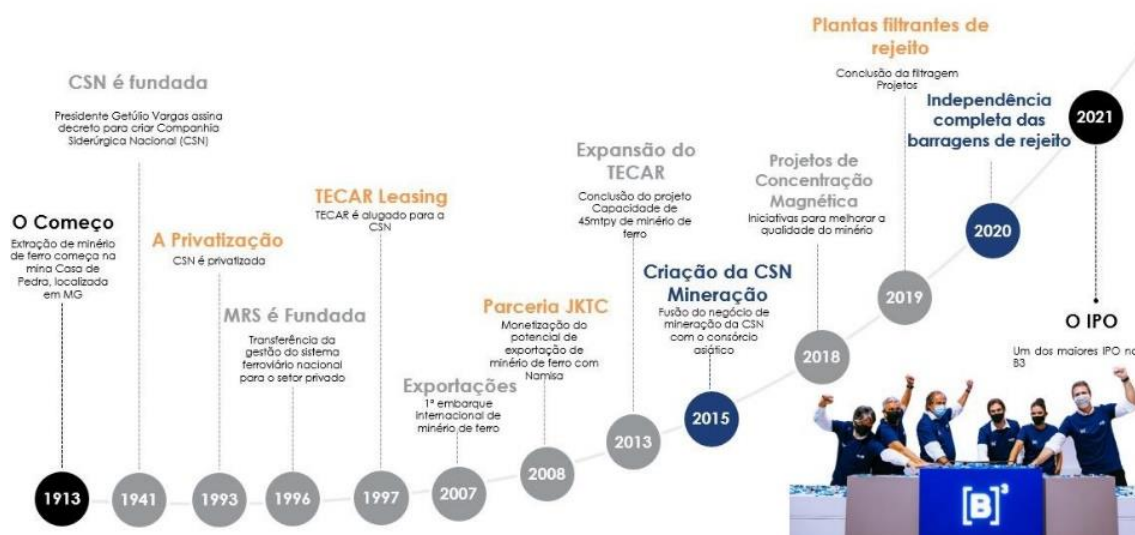 O Começo
Extração de minério
de ferro começa na
mina Casa de
Pedra, localizada
em MG
1913
CSN é fundada
Presidente Getúlio Vargas assina
decreto para criar Companhia
Siderúrgica Nacional (CSN)
1941
A Privatização
CSN é privatizada
1993
MRS é Fundada
Transferência da
gestão do sistema
ferroviário nacional
para o setor privado
1996
TECAR Leasing
TECAR é alugado para a
CSN
1997
Exportações
1ª embarque
internacional de
minério de ferro
2007
Parceria JKTC
Monetização do
potencial de
exportação de
minério de ferro com
Namisa
2008
Expansão do
TECAR
Conclusão do projeto
Capacidade de
45mtpy de minério de
ferro
2013
Criação da CSN
Mineração
Fusão do negócio de
mineração da CSN
com o consórcio
asiático
2015
Projetos de
Concentração
Magnética
Iniciativas para melhorar a
qualidade do minério
2018
Plantas filtrantes de
rejeito
Conclusão da filtragem
Projetos
2019
Independência
completa das
barragens de rejeito
2020
2021
O IPO
Um dos maiores IPO na
B3
[B]³